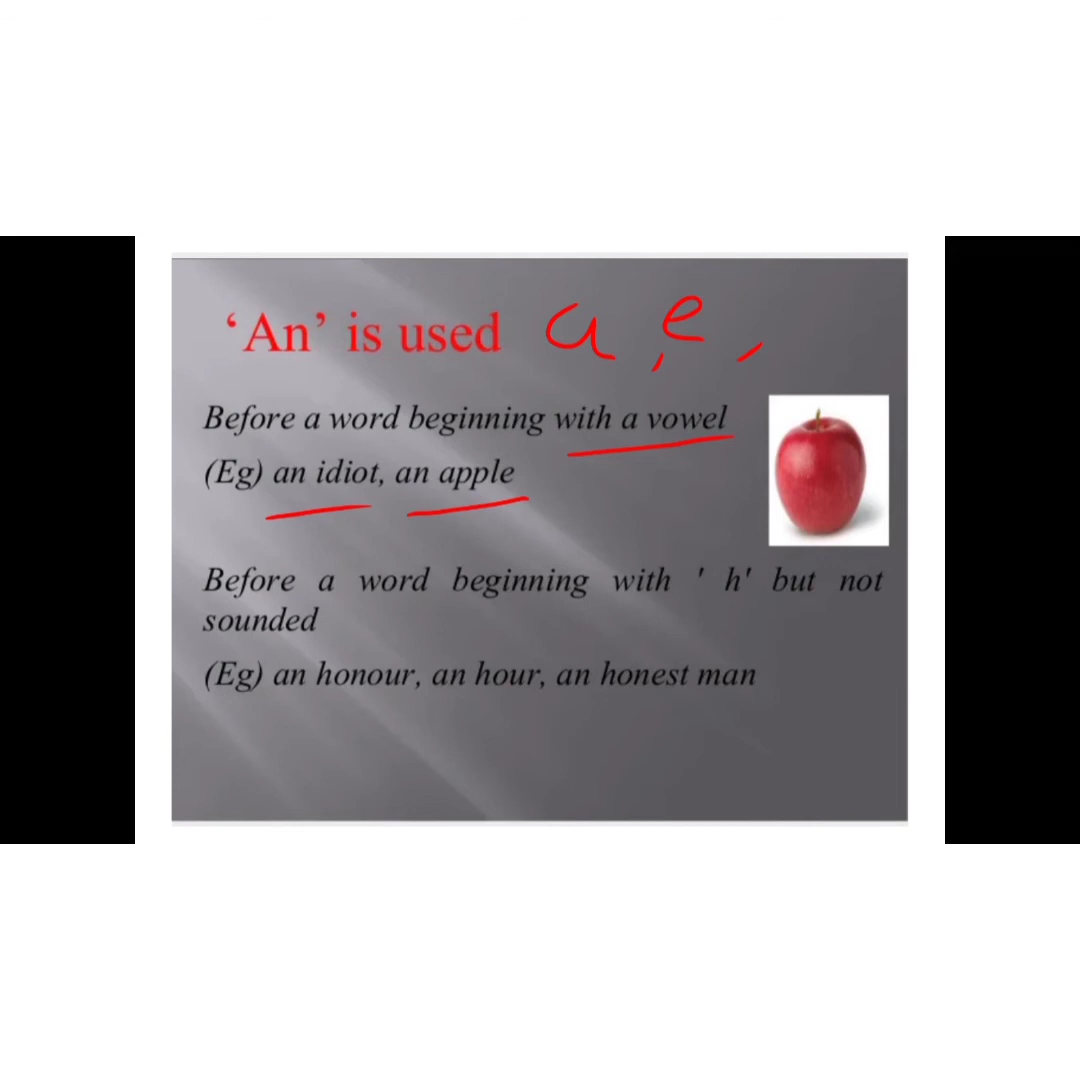 ‘An’ is used a, e,
Before a word beginning with a vowel
(Eg) an idiot, an apple
Before a word beginning with ' h' but not
sounded
(Eg) an honour, an hour, an honest man